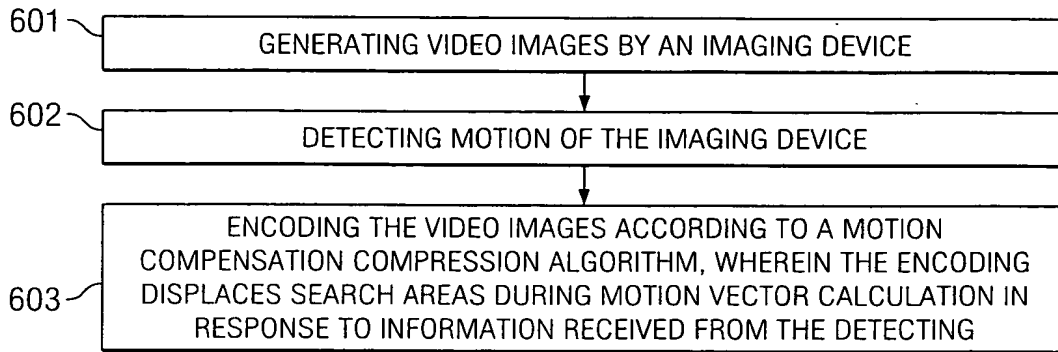 601
GENERATING VIDEO IMAGES BY AN IMAGING DEVICE
602
DETECTING MOTION OF THE IMAGING DEVICE
603
ENCODING THE VIDEO IMAGES ACCORDING TO A MOTION
COMPENSATION COMPRESSION ALGORITHM, WHEREIN THE ENCODING
DISPLACES SEARCH AREAS DURING MOTION VECTOR CALCULATION IN
RESPONSE TO INFORMATION RECEIVED FROM THE DETECTING